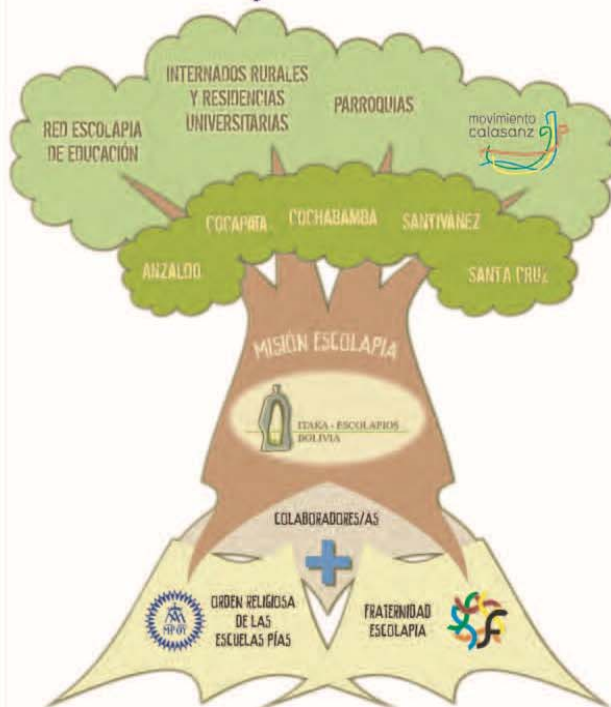 INTERNADOS RURALES
Y RESIDENCIAS
UNIVERSITARIAS
PARROQUIAS
RED ESCOLAPIA
DE EDUCACIÓN
movimiento
calasanz
COCAPATA
COCHABAMBA
SANTIVÁÑEZ
ANZALDO
SANTA CRUZ
MISIÓN ESCOLAPIA
ITAKA - ESCOLAPIOS
BOLIVIA
COLABORADORES/AS
ORDEN RELIGIOSA
DE LAS
ESCUELAS PÍAS
FRATERNIDAD
ESCOLAPIA